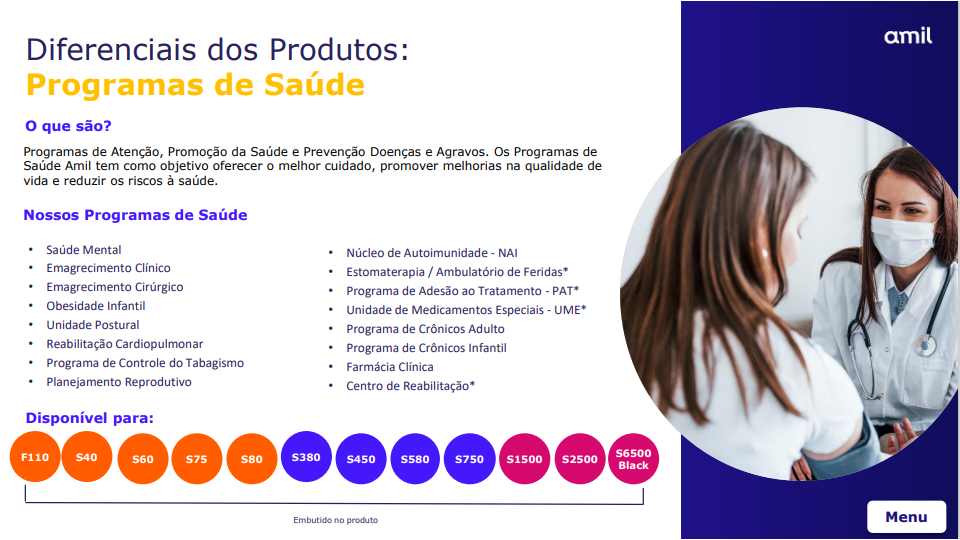 Diferenciais dos Produtos:
Programas de Saúde
amil
O que são?
Programas de Atenção, Promoção da Saúde e Prevenção Doenças e Agravos. Os Programas de
Saúde Amil tem como objetivo oferecer o melhor cuidado, promover melhorias na qualidade de
vida e reduzir os riscos à saúde.
Nossos Programas de Saúde
• Saúde Mental
• Emagrecimento Clínico
• Emagrecimento Cirúrgico
• Obesidade Infantil
• Unidade Postural
• Reabilitação Cardiopulmonar
• Programa de Controle do Tabagismo
• Planejamento Reprodutivo
• Núcleo de Autoimunidade - NAI
• Estomaterapia / Ambulatório de Feridas*
• Programa de Adesão ao Tratamento - PAT*
• Unidade de Medicamentos Especiais - UME*
• Programa de Crônicos Adulto
• Programa de Crônicos Infantil
• Farmácia Clínica
• Centro de Reabilitação*
Disponível para:
F110 S40 S60 S75 S80 S380 S450 S580 S750 S1500 S2500 S6500
Black
Embutido no produto
Menu